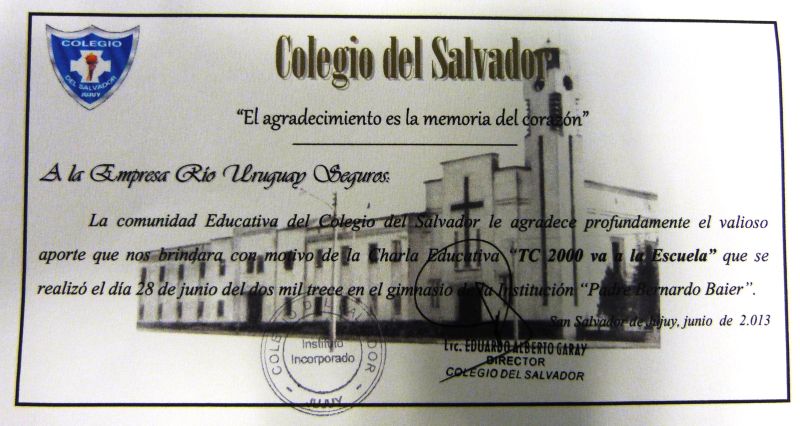 COLEGIO
DEL SALVADOR
JUJUY
Colegio del Salvador
“El agradecimiento es la memoria del corazón”
A la Empresa Río Uruguay Seguros:
La comunidad Educativa del Colegio del Salvador le agradece profundamente el valioso
aporte que nos brindara con motivo de la Charla Educativa “TC 2000 va a la Escuela” que se
realizó el día 28 de junio del dos mil trece en el gimnasio de la Institución “Padre Bernardo Baier”.
San Salvador de Jujuy, junio de 2.013
COLEGIO DEL SALVADOR
Instituto
Incorporado
JUJUY
Lic. EDUARDO ALBERTO GARAY
DIRECTOR
COLEGIO DEL SALVADOR